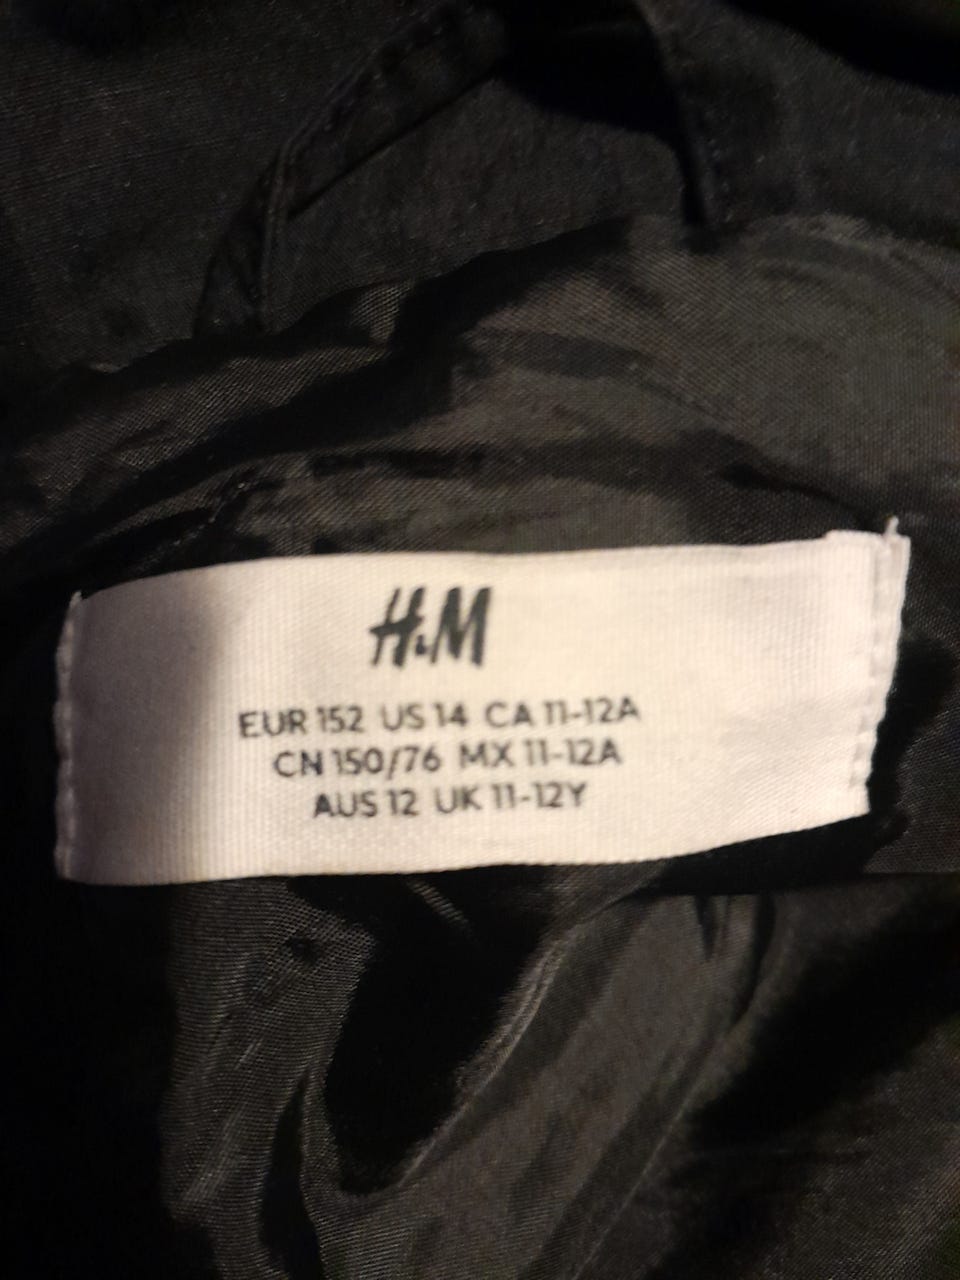 H&M
EUR 152 US 14 CA 11-12A
CN 150/76 MX 11-12A
AUS 12 UK 11-12Y